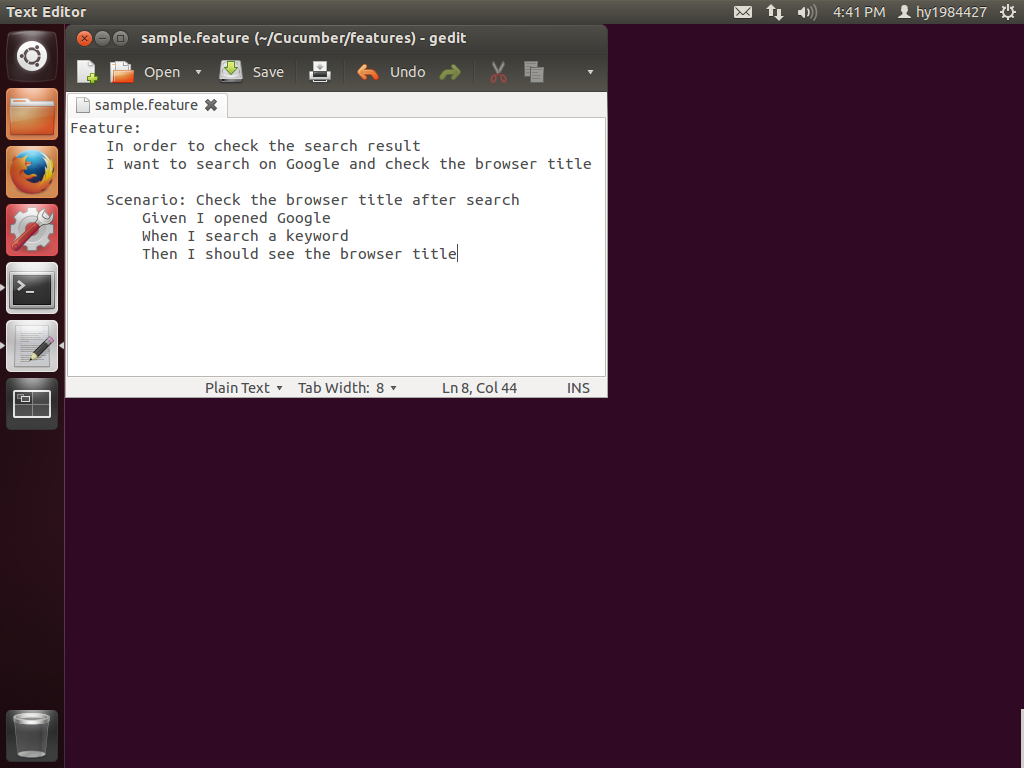 Text Editor
4:41 PM
hy1984427
sample.feature (~/Cucumber/features) - gedit
Open
Save
Undo
sample.feature
Feature:
    In order to check the search result
    I want to search on Google and check the browser title
    Scenario: Check the browser title after search
        Given I opened Google
        When I search a keyword
        Then I should see the browser title
Plain Text
Tab Width: 8
Ln 8, Col 44
INS